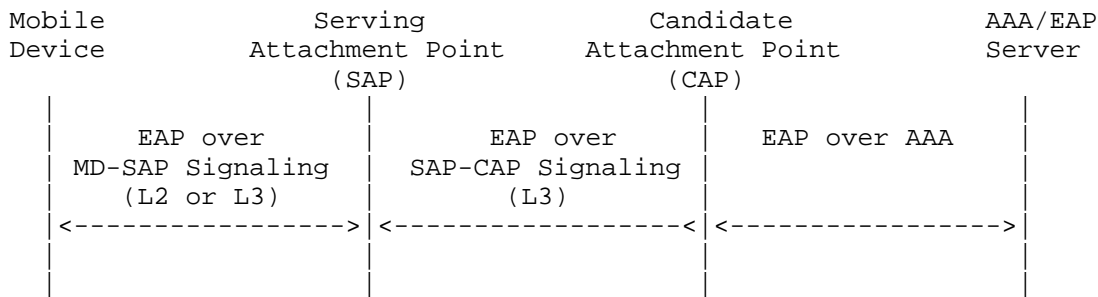 Mobile Serving Candidate AAA/EAP
Device Attachment Point Attachment Point Server
(SAP) (CAP)
EAP over EAP over EAP over AAA
MD-SAP Signaling SAP-CAP Signaling
(L2 or L3) (L3)